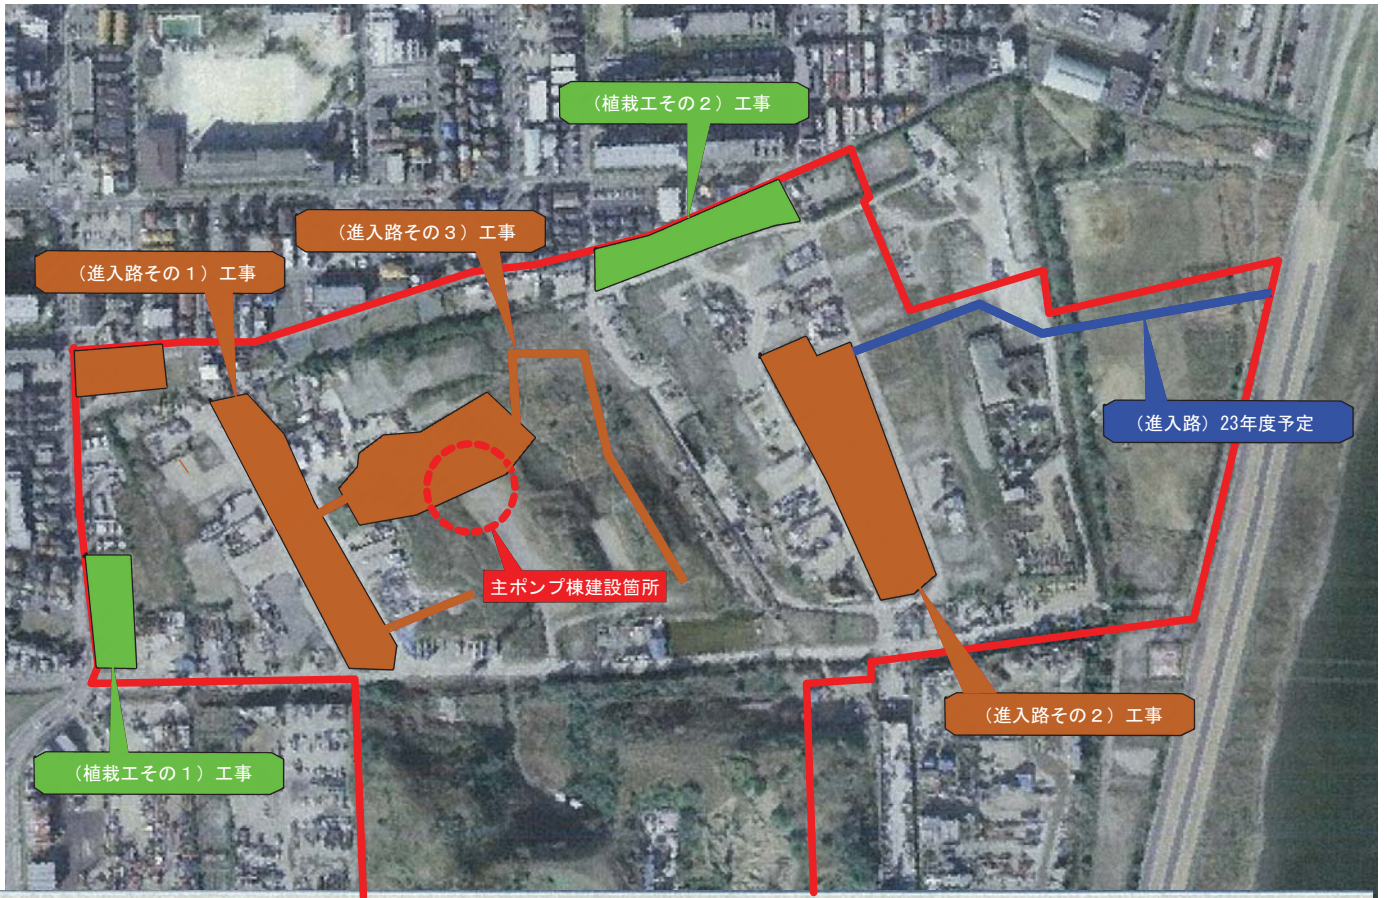 （植栽工その２）工事
（進入路その３）工事
（進入路その１）工事
（進入路）23年度予定
主ポンプ棟建設箇所
（進入路その２）工事
（植栽工その１）工事